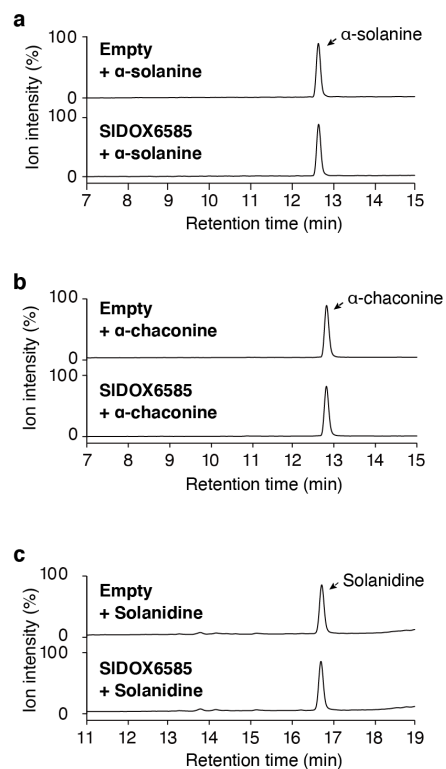 a
Ion intensity (%)
100
Empty
+ α-solanine
0
α-solanine
100
SlDOX6585
+ α-solanine
0
7 8 9 10 11 12 13 14 15
Retention time (min)
b
Ion intensity (%)
100
Empty
+ α-chaconine
0
α-chaconine
100
SlDOX6585
+ α-chaconine
0
7 8 9 10 11 12 13 14 15
Retention time (min)
c
Ion intensity (%)
100
Empty
+ Solanidine
0
Solanidine
100
SlDOX6585
+ Solanidine
0
11 12 13 14 15 16 17 18 19
Retention time (min)